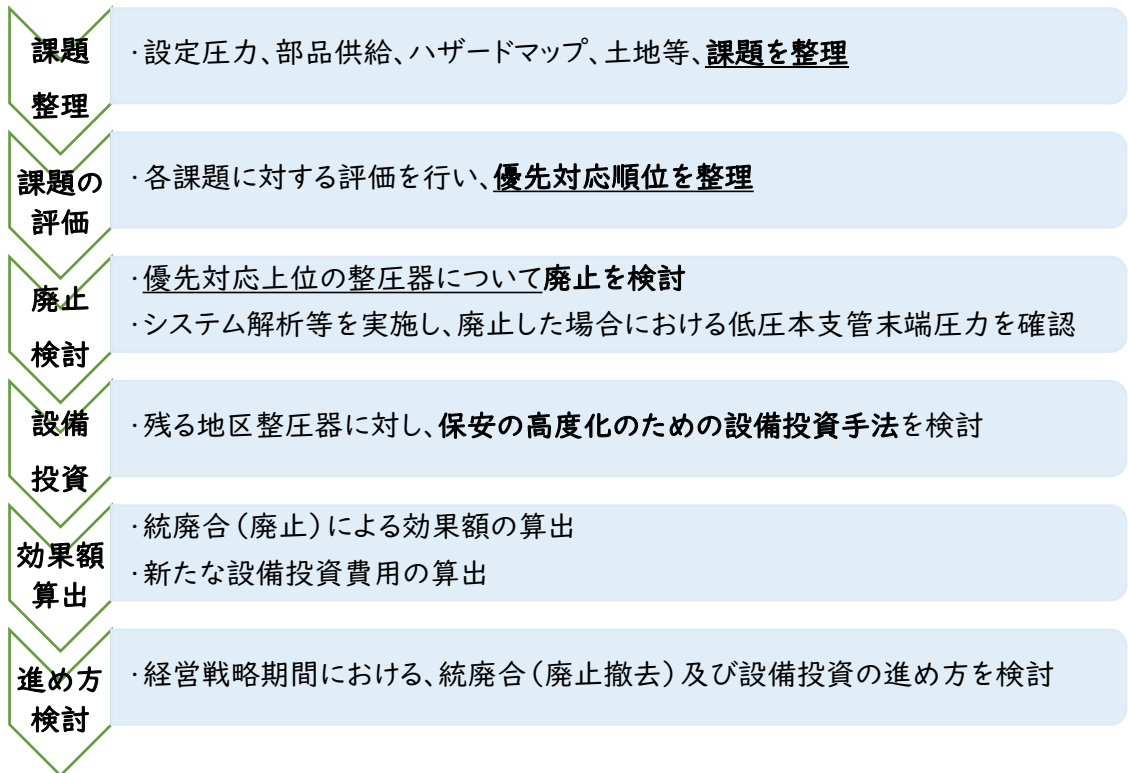 課題
整理
・設定圧力、部品供給、ハザードマップ、土地等、課題を整理
課題の
評価
・各課題に対する評価を行い、優先対応順位を整理
廃止
検討
・優先対応上位の整圧器について廃止を検討
・システム解析等を実施し、廃止した場合における低圧本支管末端圧力を確認
設備
投資
・残る地区整圧器に対し、保安の高度化のための設備投資手法を検討
効果額
算出
・統廃合（廃止）による効果額の算出
・新たな設備投資費用の算出
進め方
検討
・経営戦略期間における、統廃合（廃止撤去）及び設備投資の進め方を検討